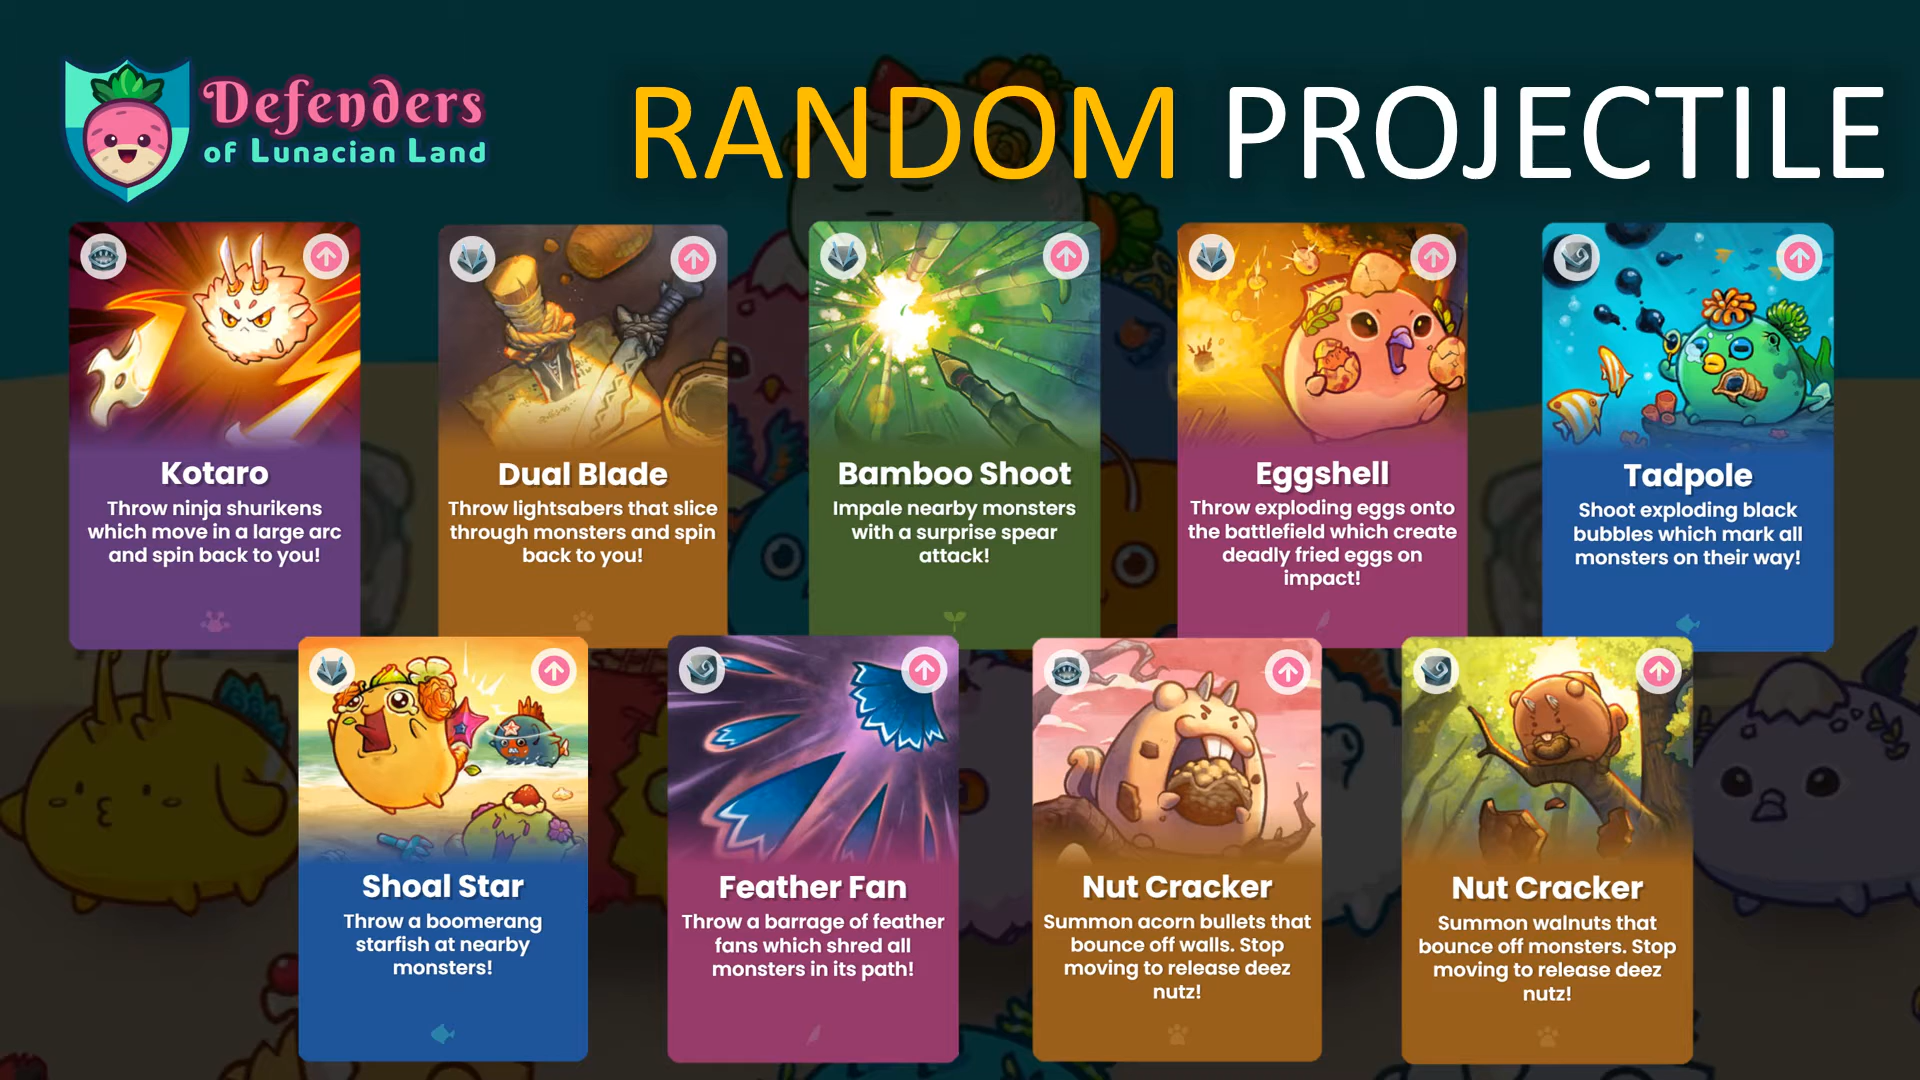 Defenders
of Lunacian Land
RANDOM PROJECTILE
Kotaro
Throw ninja shurikens
which move in a large arc
and spin back to you!
Dual Blade
Throw lightsabers that slice
through monsters and spin
back to you!
Bamboo Shoot
Impale nearby monsters
with a surprise spear
attack!
Eggshell
Throw exploding eggs onto
the battlefield which create
deadly fried eggs on
impact!
Tadpole
Shoot exploding black
bubbles which mark all
monsters on their way!
Shoal Star
Throw a boomerang
starfish at nearby
monsters!
Feather Fan
Throw a barrage of feather
fans which shred all
monsters in its path!
Nut Cracker
Summon acorn bullets that
bounce off walls. Stop
moving to release deez
nutz!
Nut Cracker
Summon walnuts that
bounce off monsters. Stop
moving to release deez
nutz!